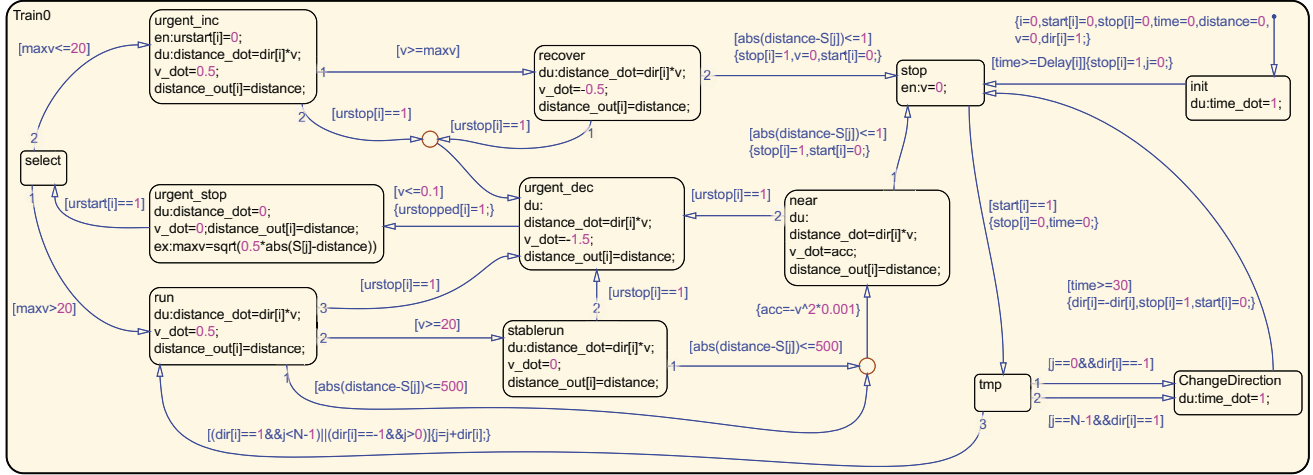 Train0
urgent_inc
en:urstart[i]=0;
du:distance_dot=dir[i]*v;
v_dot=0.5;
distance_out[i]=distance;
[maxv<=20]
[v>=maxv]
1
2
[urstop[i]==1]
recover
du:distance_dot=dir[i]*v;
v_dot=-0.5;
distance_out[i]=distance;
2
1
[urstop[i]==1]
[abs(distance-S[j])<=1]
{stop[i]=1,v=0,start[i]=0;}
stop
en:v=0;
{i=0,start[i]=0,stop[i]=0,time=0,distance=0,
v=0,dir[i]=1;}
[time>=Delay[i]]{stop[i]=1,j=0;}
init
du:time_dot=1;
2
select
1
[urstart[i]==1]
urgent_stop
du:distance_dot=0;
v_dot=0;distance_out[i]=distance;
ex:maxv=sqrt(0.5*abs(S[j]-distance))
[v<=0.1]
{urstopped[i]=1;}
urgent_dec
du:
distance_dot=dir[i]*v;
v_dot=-1.5;
distance_out[i]=distance;
[urstop[i]==1]
2
[abs(distance-S[j])<=1]
{stop[i]=1,start[i]=0;}
1
near
du:
distance_dot=dir[i]*v;
v_dot=acc;
distance_out[i]=distance;
[start[i]==1]
{stop[i]=0,time=0;}
[maxv>20]
run
du:distance_dot=dir[i]*v;
v_dot=0.5;
distance_out[i]=distance;
3
[urstop[i]==1]
2
[v>=20]
1
[abs(distance-S[j])<=500]
[urstop[i]==1]
2
stablerun
du:distance_dot=dir[i]*v;
v_dot=0;
distance_out[i]=distance;
1
[abs(distance-S[j])<=500]
{acc=-v^2*0.001}
[time>=30]
{dir[i]=-dir[i],stop[i]=1,start[i]=0;}
tmp
1
2
3
[j==0&&dir[i]==-1]
[j==N-1&&dir[i]==1]
ChangeDirection
du:time_dot=1;
[(dir[i]==1&&j<N-1)||(dir[i]==-1&&j>0)]{j=j+dir[i];}